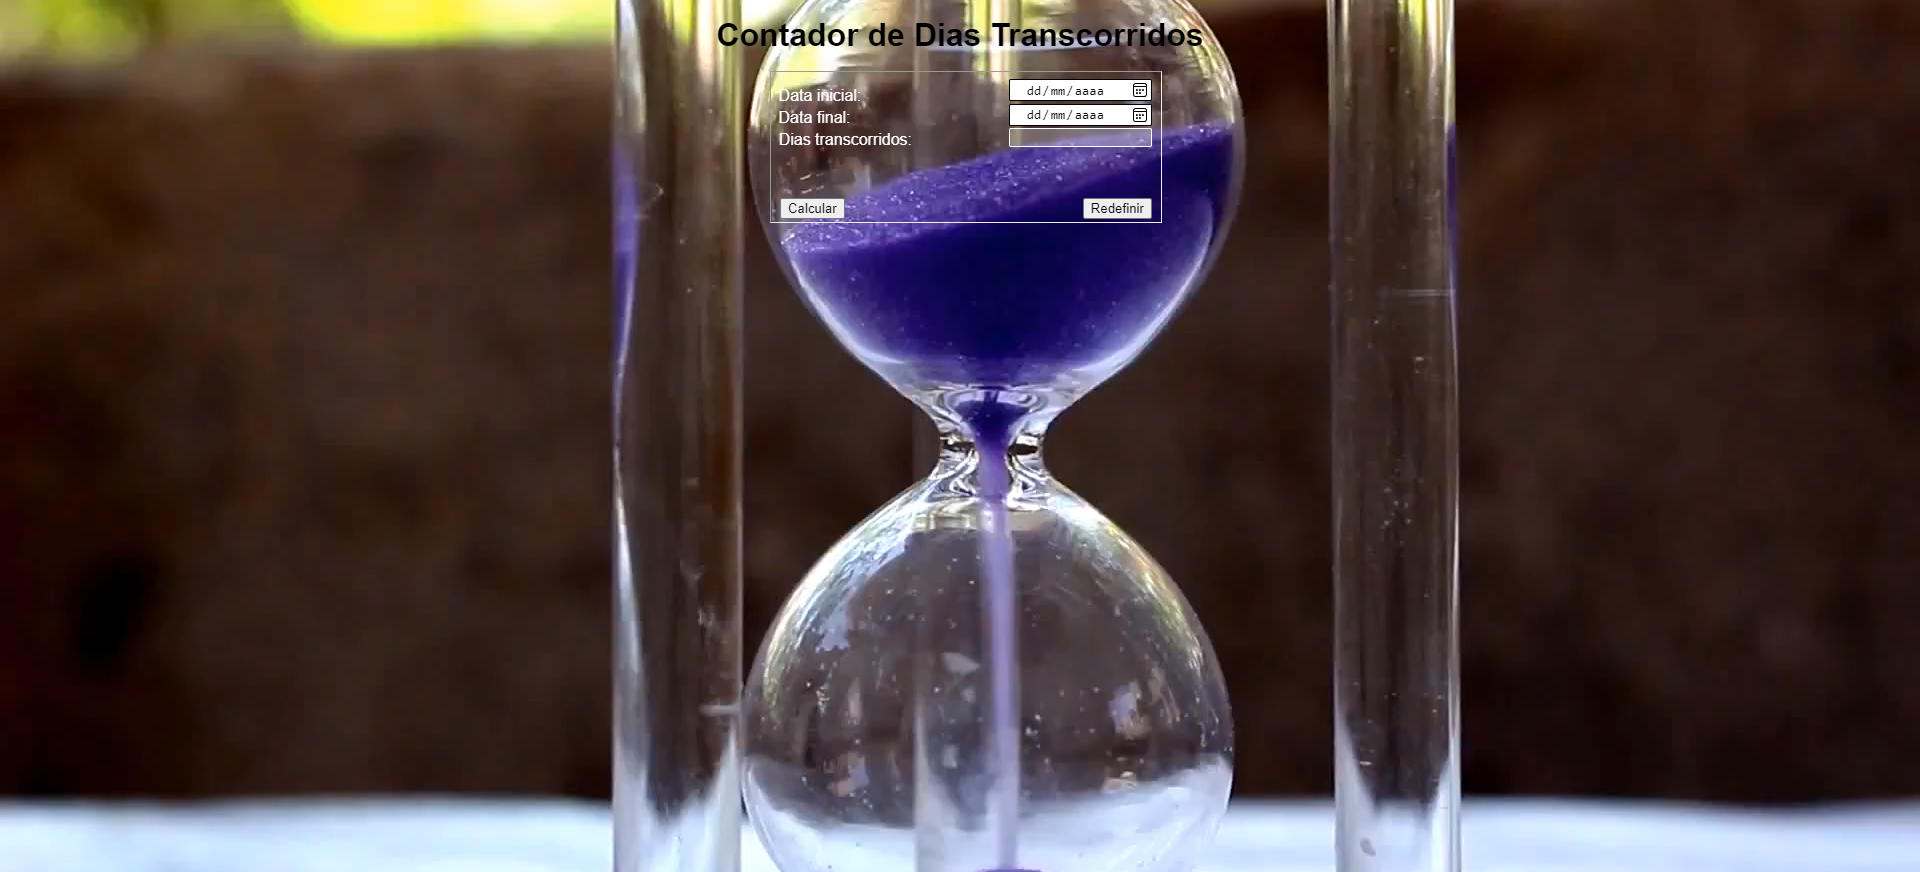 Contador de Dias Transcorridos
Data inicial: dd/mm/aaaa
Data final: dd/mm/aaaa
Dias transcorridos:
Calcular Redefinir